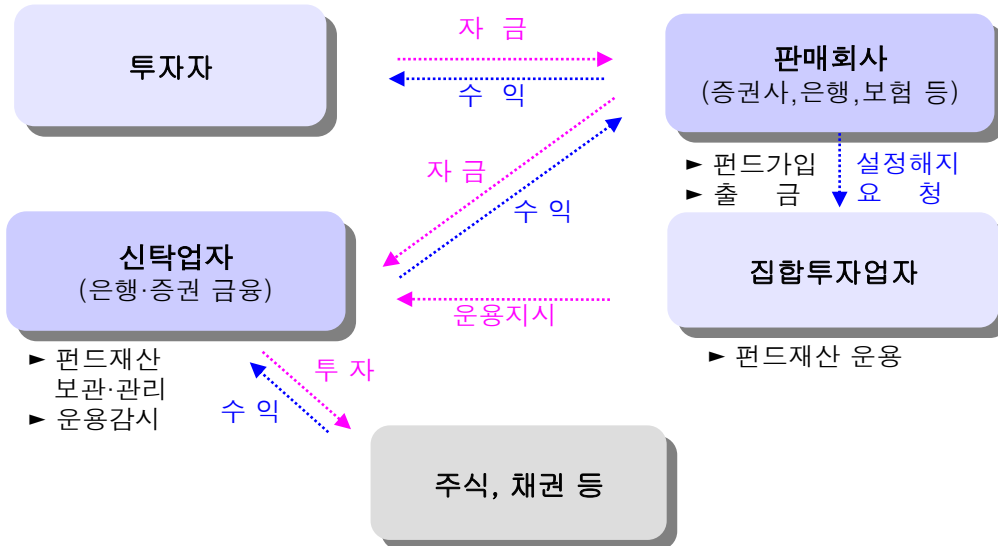 투자자
자 금
수 익
판매회사
(증권사,은행,보험 등)
► 펀드가입
► 출 금
설정해지
요 청
자 금
수 익
신탁업자
(은행·증권 금융)
집합투자업자
운용지시
► 펀드재산
보관·관리
► 운용감시
► 펀드재산 운용
투 자
수 익
주식, 채권 등